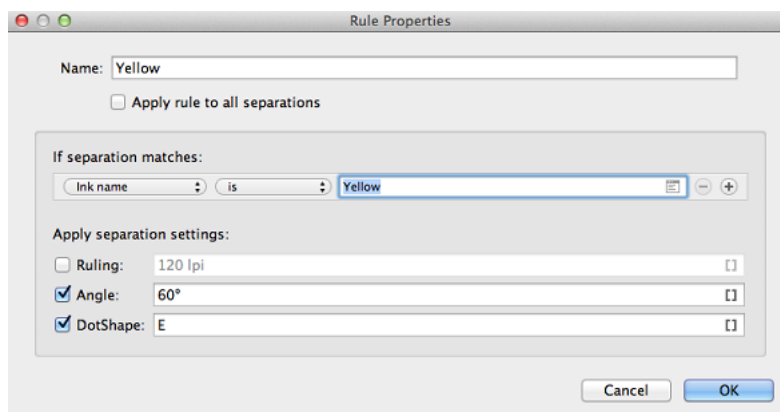 Rule Properties
Name: Yellow
Apply rule to all separations
If separation matches:
Ink name is Yellow
Apply separation settings:
Ruling: 120 lpi
Angle: 60°
DotShape: E
Cancel OK